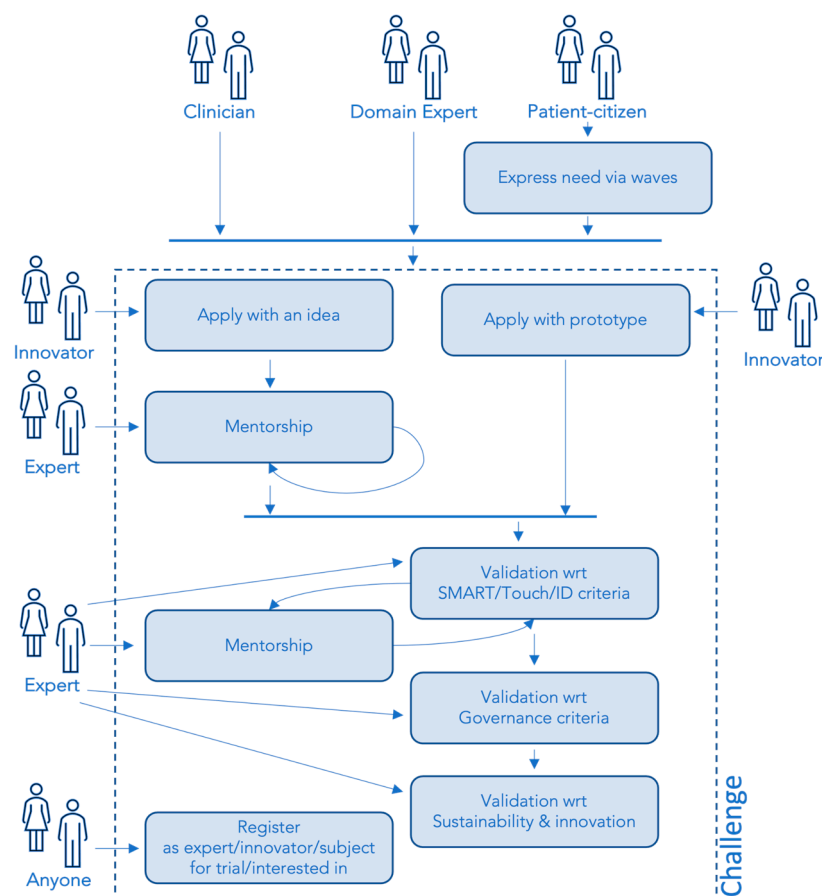 Clinician
Domain Expert
Patient-citizen
Express need via waves
Apply with an idea
Apply with prototype
Innovator
Innovator
Mentorship
Expert
Validation wrt
SMART/Touch/ID criteria
Mentorship
Expert
Validation wrt
Governance criteria
Validation wrt
Sustainability & innovation
Register
as expert/innovator/subject
for trial/interested in
Anyone
Challenge